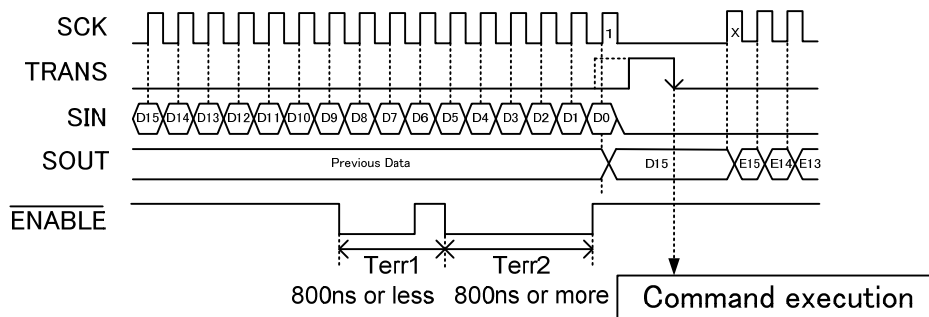 SCK
1
X
TRANS
SIN
D15 D14 D13 D12 D11 D10 D9 D8 D7 D6 D5 D4 D3 D2 D1 D0
SOUT
Previous Data
D15
E15 E14 E13
ENABLE
Terr1
Terr2
800ns or less
800ns or more
Command execution